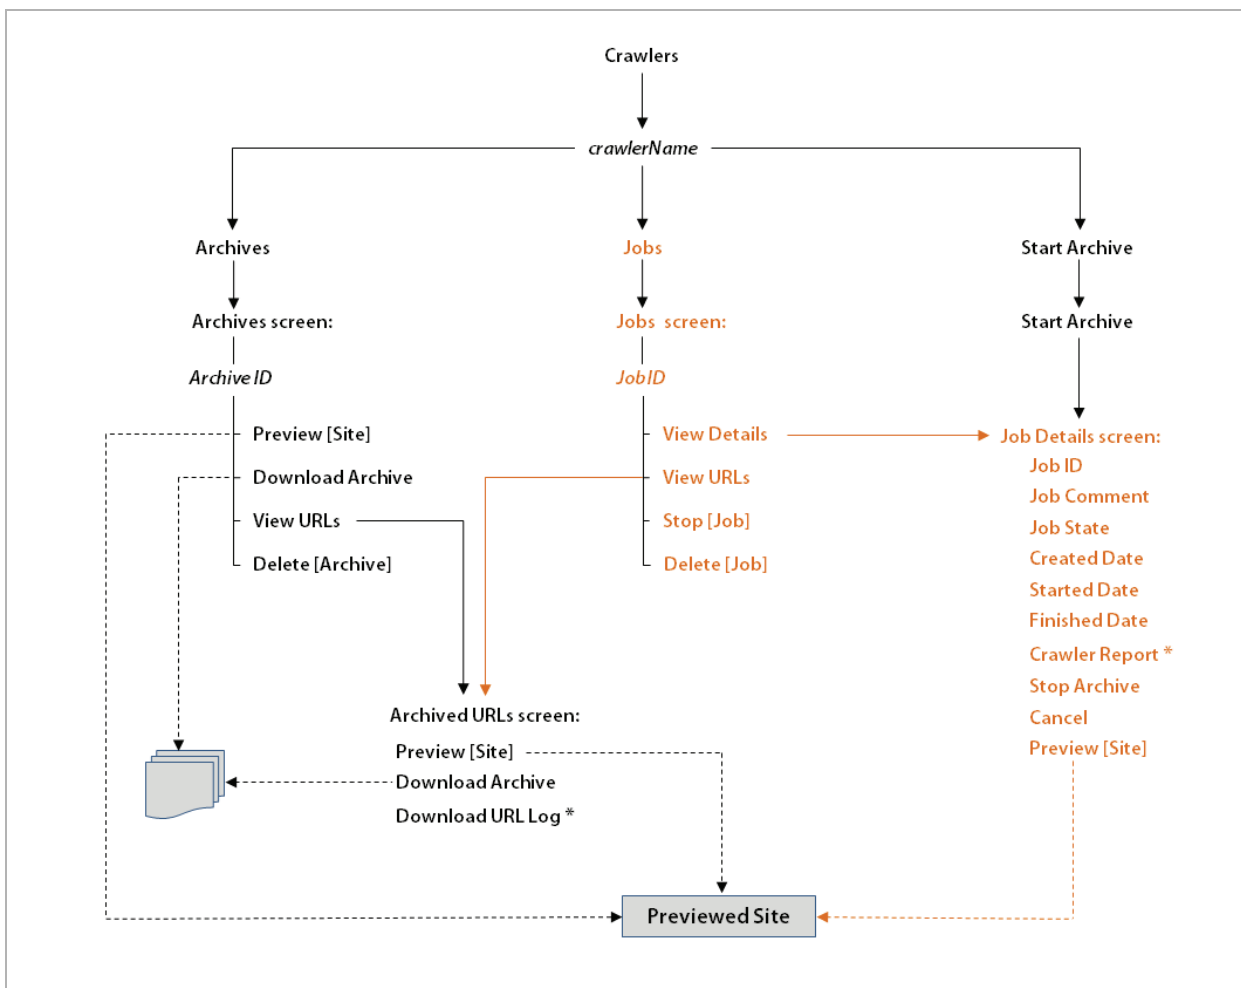 Crawlers
crawlerName
Archives
Jobs
Start Archive
Archives screen:
Jobs screen:
Start Archive
Archive ID
Job ID
Preview [Site]
Download Archive
View URLs
Delete [Archive]
View Details
View URLs
Stop [Job]
Delete [Job]
Job Details screen:
Job ID
Job Comment
Job State
Created Date
Started Date
Finished Date
Crawler Report *
Stop Archive
Cancel
Preview [Site]
Archived URLs screen:
Preview [Site]
Download Archive
Download URL Log *
Previewed Site